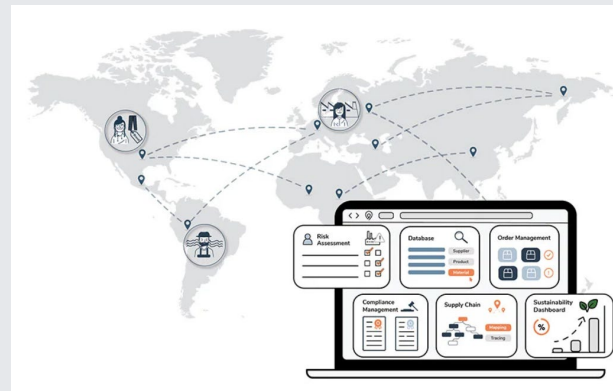 Risk
Assessment
Database
Supplier
Product
Material
Order Management
Compliance
Management
Supply Chain
Mapping
Tracing
Sustainability
Dashboard
%